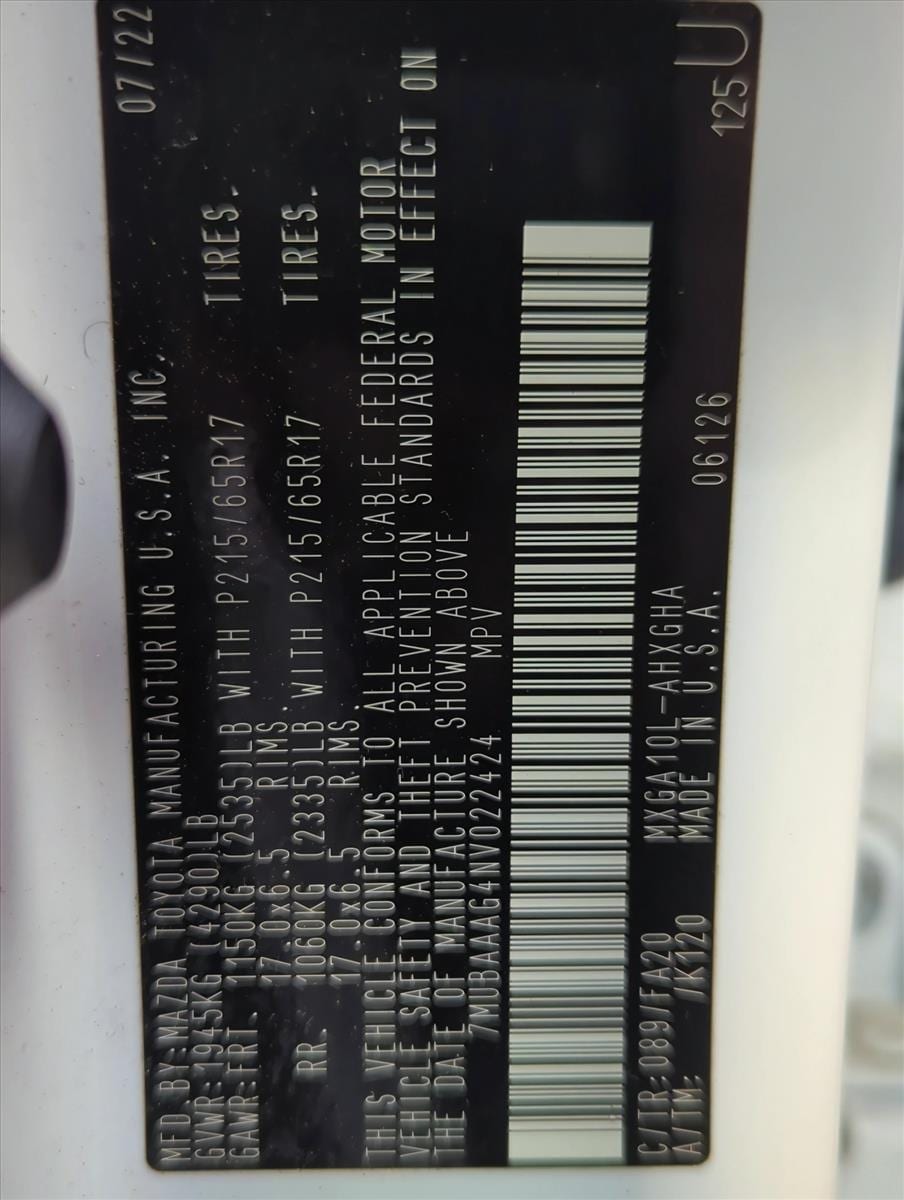 MFD BY:MAZDA TOYOTA MANUFACTURING U.S.A. INC. 07/22
GVWR:1945KG(4290)LB
GAWR:FRT. 1150KG(2535)LB WITH P215/65R17 TIRES.
17.0x6.5 RIMS.
RR. 1060KG(2335)LB WITH P215/65R17 TIRES.
17.0x6.5 RIMS.
THIS VEHICLE CONFORMS TO ALL APPLICABLE FEDERAL MOTOR
VEHICLE SAFETY AND THEFT PREVENTION STANDARDS IN EFFECT ON
THE DATE OF MANUFACTURE SHOWN ABOVE
7MUBAAAG4NV022424 MPV
C/TR:089/FA20 MXGA10L-AHXGHA
A/TM: /K120 MADE IN U.S.A. 06126 125 U